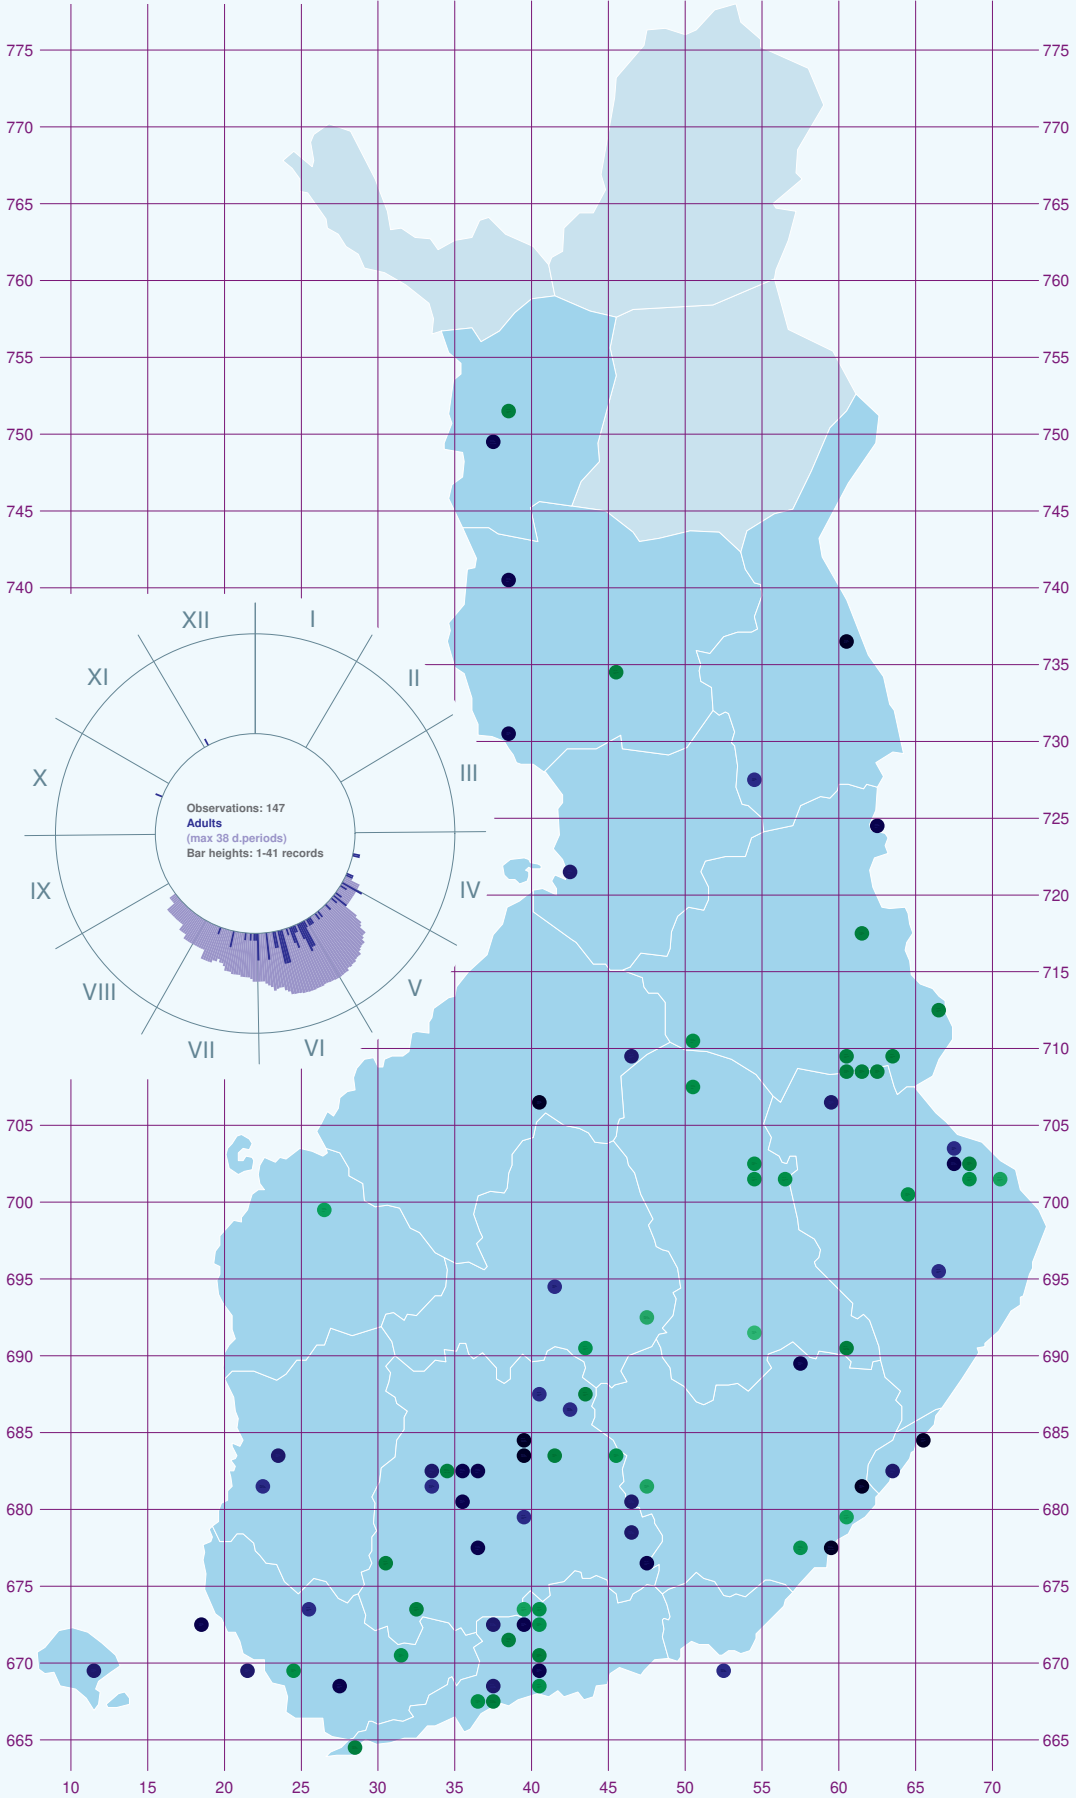 775 775
770 770
765 765
760 760
755 755
750 750
745 745
740 740
XII I
XI II
735 735
730 730
X III
Observations: 147
Adults
(max 38 d.periods)
Bar heights: 1-41 records
725 725
IX IV
720 720
VIII V
715 715
VII VI
710 710
705 705
700 700
695 695
690 690
685 685
680 680
675 675
670 670
665 665
10 15 20 25 30 35 40 45 50 55 60 65 70